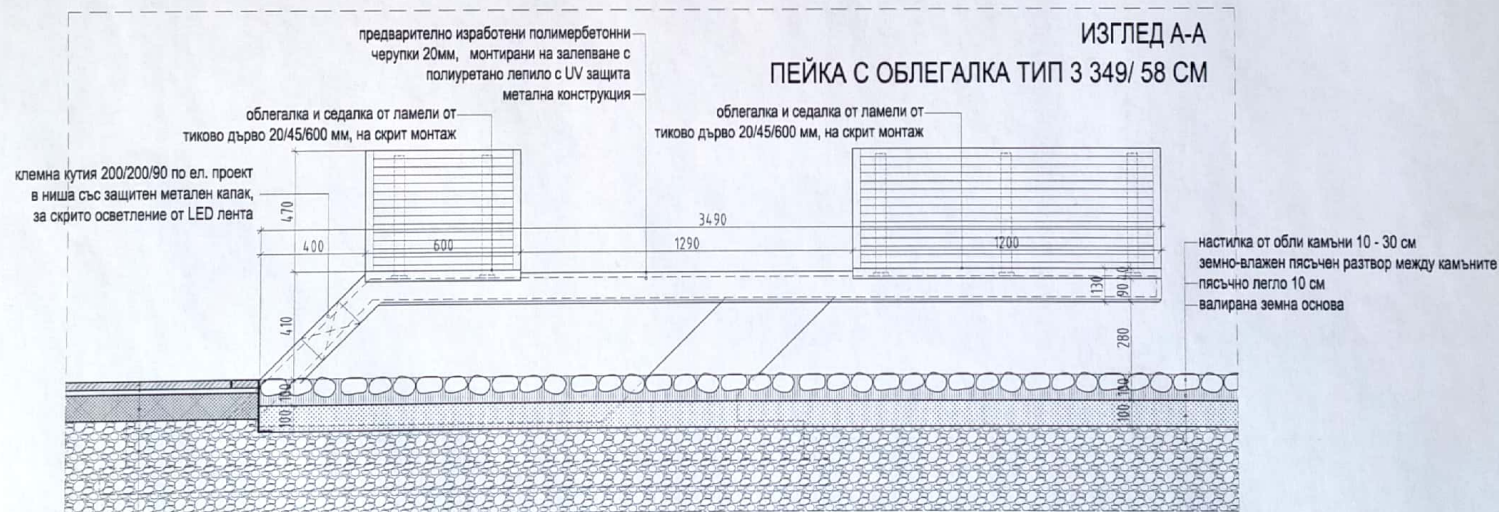 ИЗГЛЕД А-А
ПЕЙКА С ОБЛЕГАЛКА ТИП 3 349/ 58 СМ
предварително изработени полимербетонни
черупки 20мм, монтирани на залепване с
полиуретано лепило с UV защита
метална конструкция
облегалка и седалка от ламели от
тиково дърво 20/45/600 мм, на скрит монтаж
облегалка и седалка от ламели от
тиково дърво 20/45/600 мм, на скрит монтаж
клемна кутия 200/200/90 по ел. проект
в ниша със защитен метален капак,
за скрито осветление от LED лента
470
3490
400
600
1290
1200
настилка от обли камъни 10 - 30 см
земно-влажен пясъчен разтвор между камъните
пясъчно легло 10 см
валирана земна основа
130
90
410
280
100
100
100